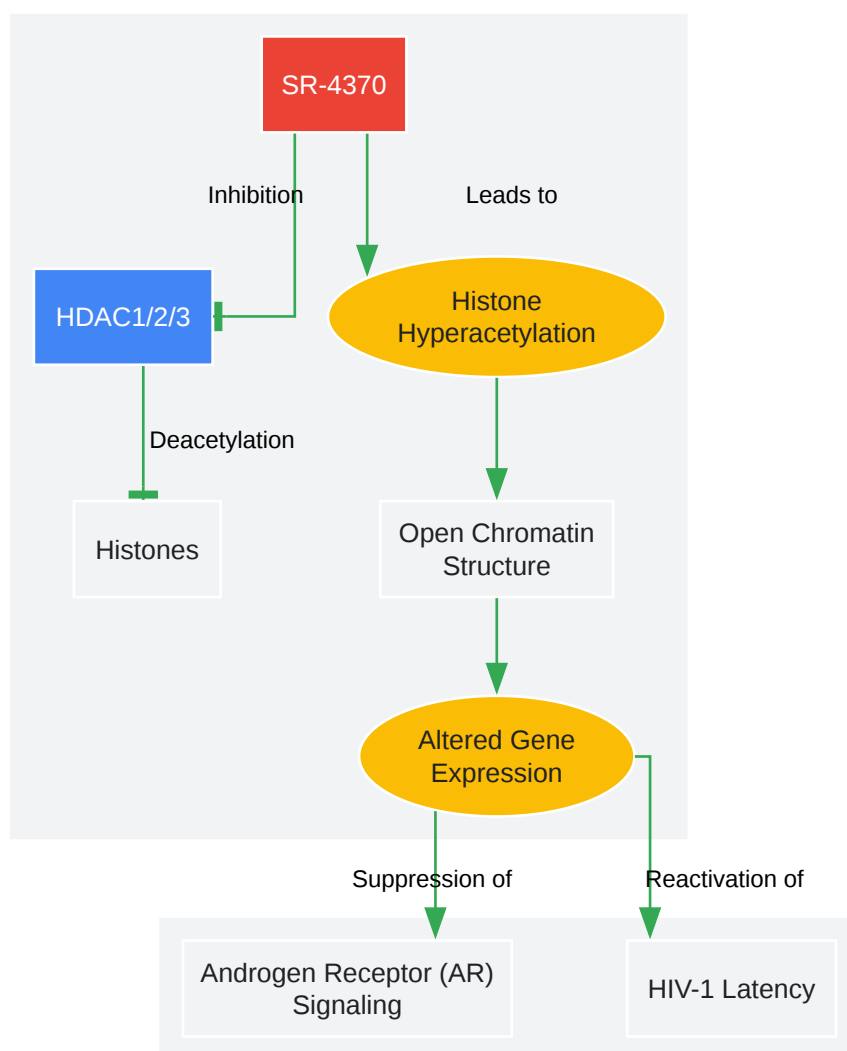 SR-4370
Inhibition
Leads to
HDAC1/2/3
Histone
Hyperacetylation
Deacetylation
Histones
Open Chromatin
Structure
Altered Gene
Expression
Suppression of
Reactivation of
Androgen Receptor (AR)
Signaling
HIV-1 Latency